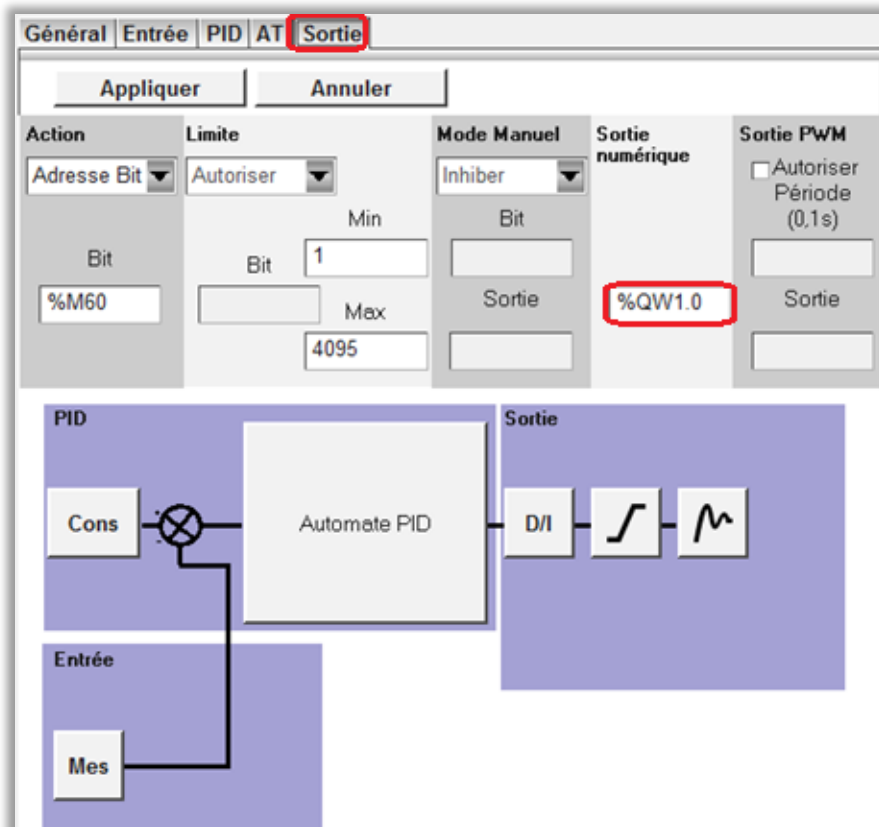 Général Entrée PID AT Sortie
Appliquer Annuler
Action
Adresse Bit
Bit
%M60
Limite
Autoriser
Bit
Min
1
Max
4095
Mode Manuel
Inhiber
Bit
Sortie
Sortie
numérique
%QW1.0
Sortie PWM
Autoriser
Période
(0,1s)
Sortie
PID
Cons
Automate PID
Sortie
D/I
Entrée
Mes